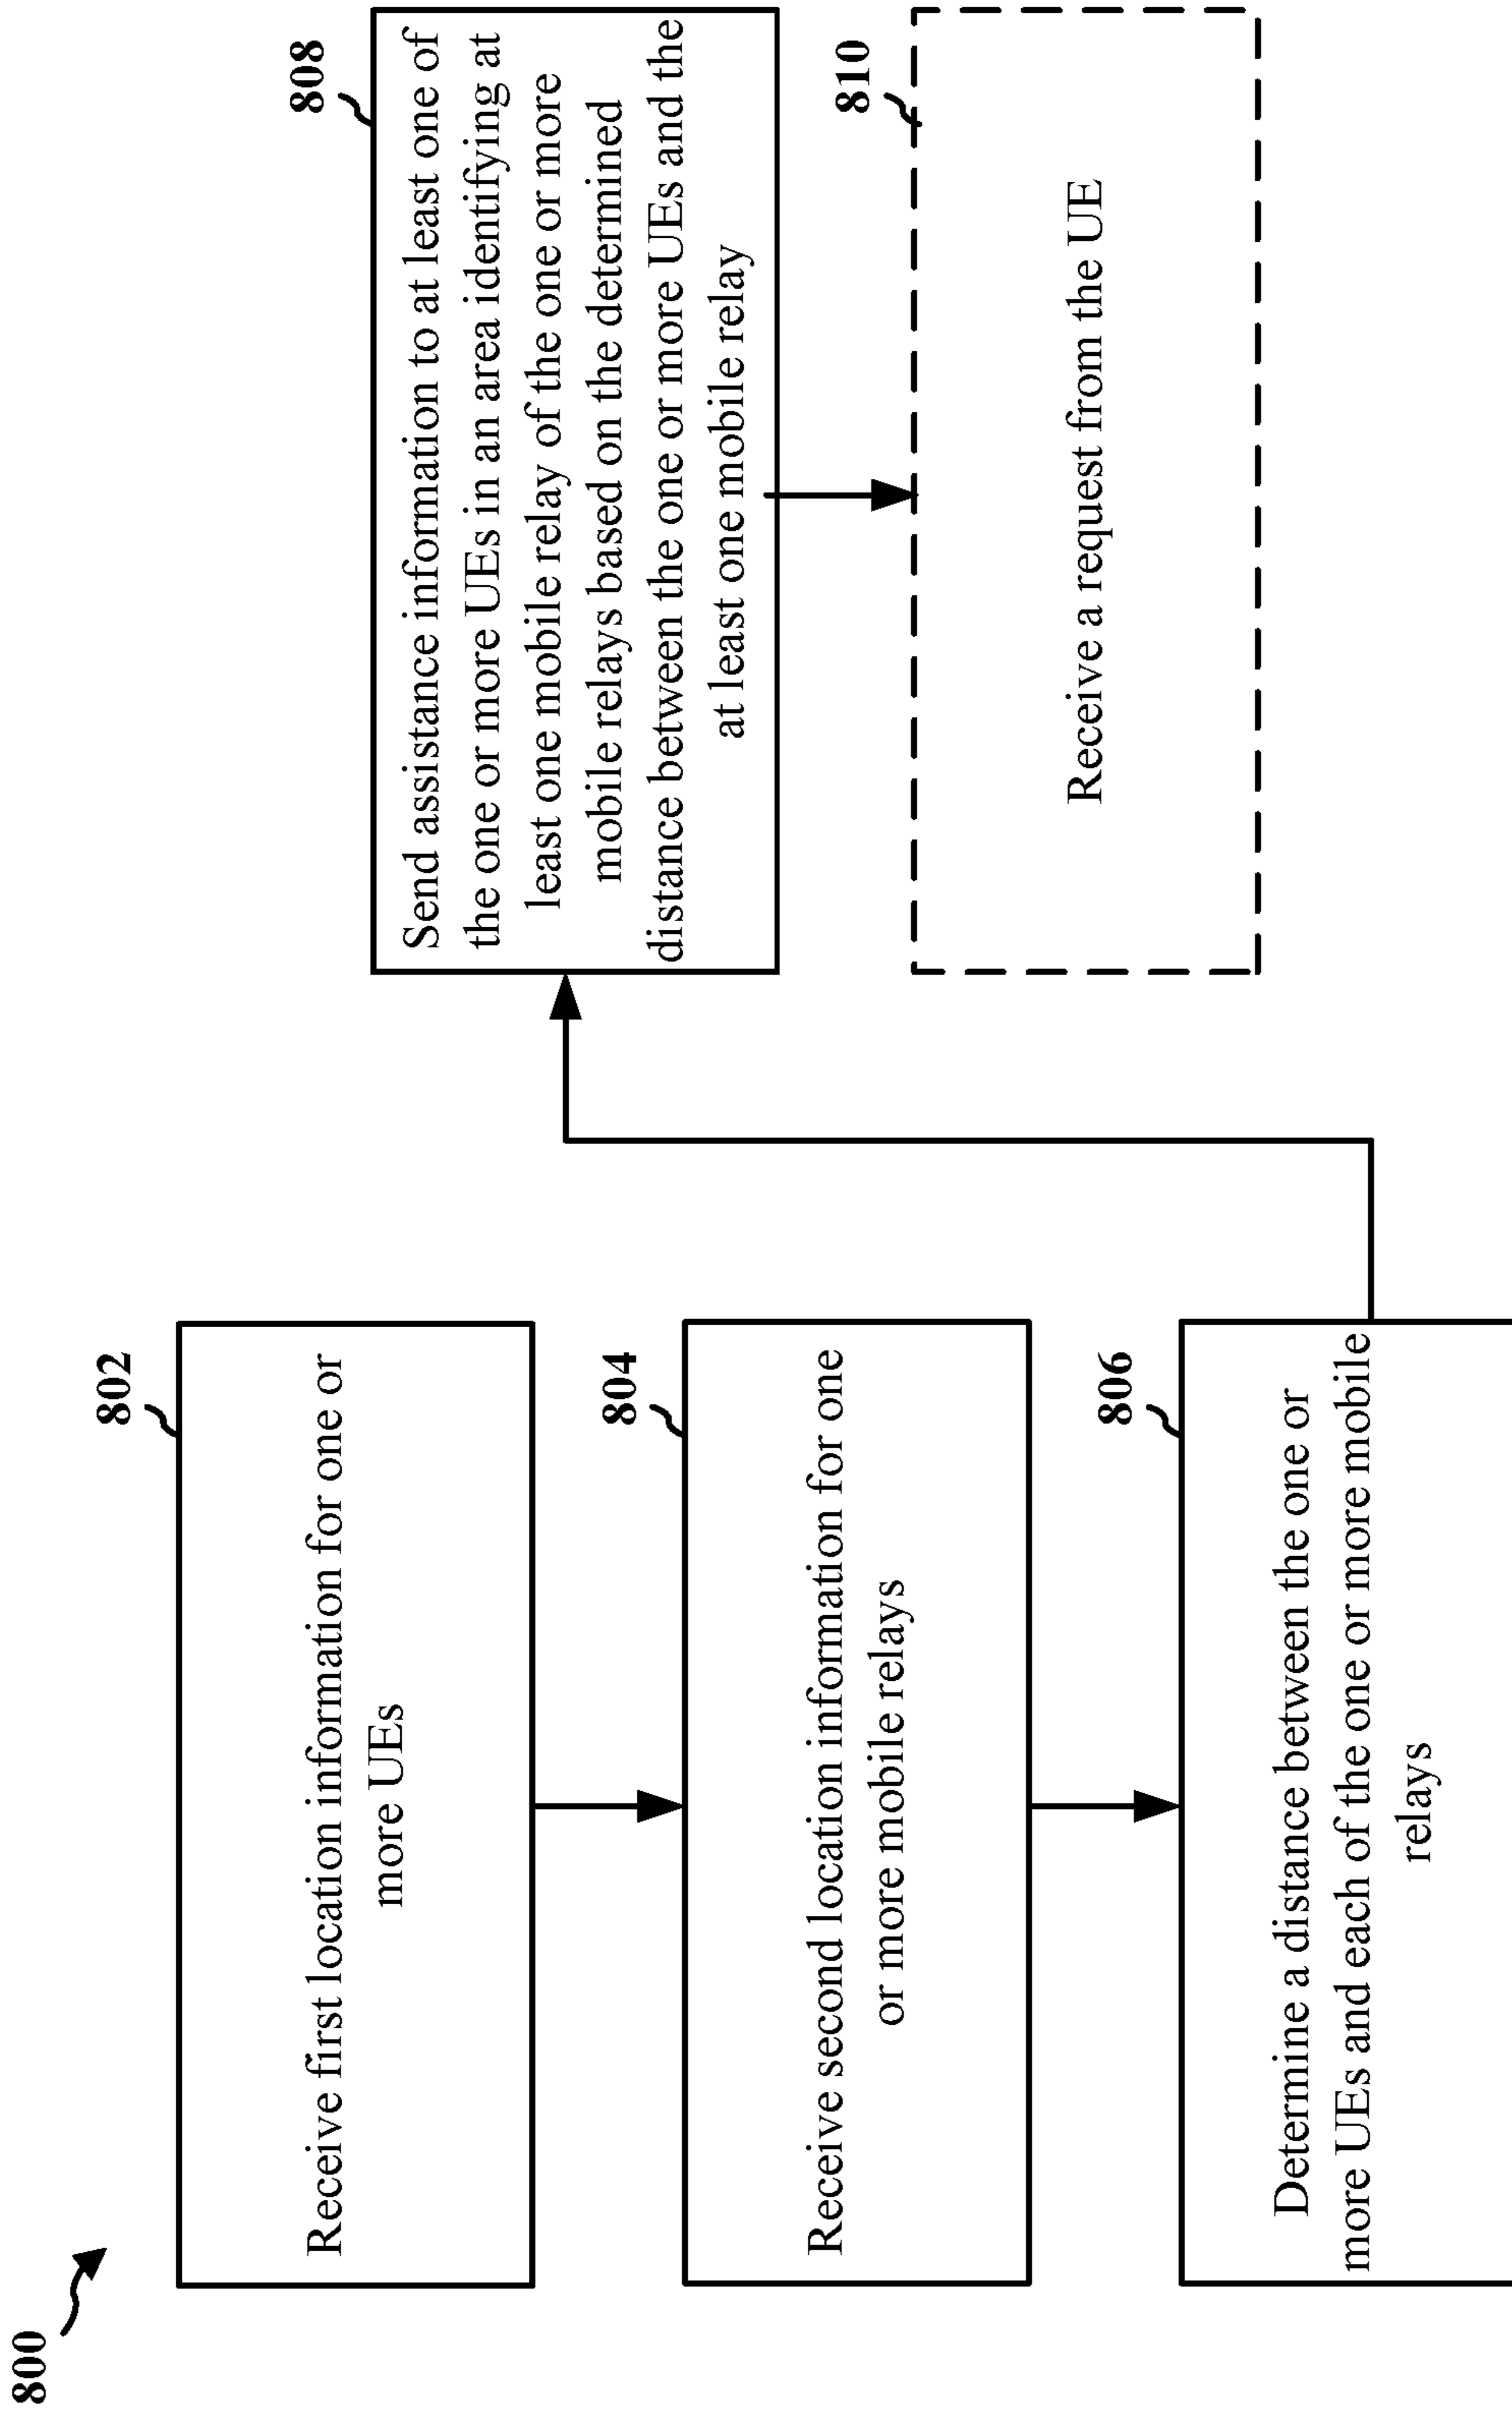 800
802
Receive first location information for one or
more UEs
804
Receive second location information for one
or more mobile relays
806
Determine a distance between the one or
more UEs and each of the one or more mobile
relays
808
Send assistance information to at least one of
the one or more UEs in an area identifying at
least one mobile relay of the one or more
mobile relays based on the determined
distance between the one or more UEs and the
at least one mobile relay
810
Receive a request from the UE